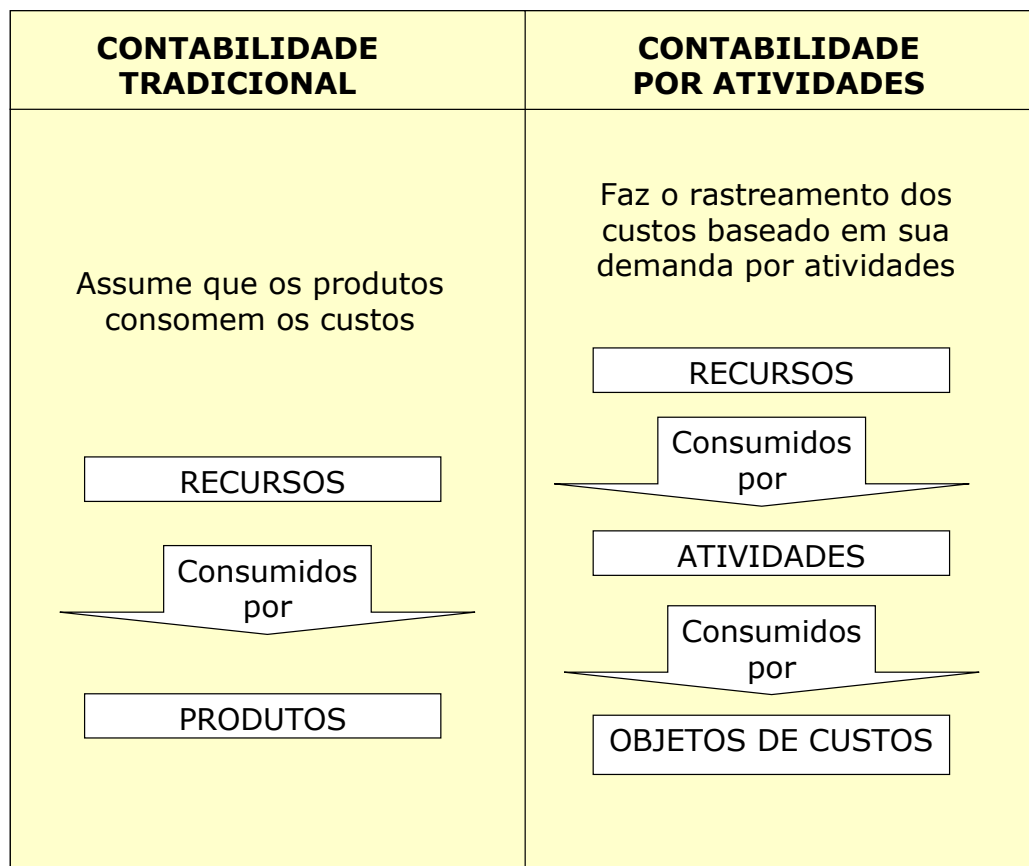 CONTABILIDADE
TRADICIONAL
CONTABILIDADE
POR ATIVIDADES
Assume que os produtos
consomem os custos
RECURSOS
Consumidos
por
PRODUTOS
Faz o rastreamento dos
custos baseado em sua
demanda por atividades
RECURSOS
Consumidos
por
ATIVIDADES
Consumidos
por
OBJETOS DE CUSTOS